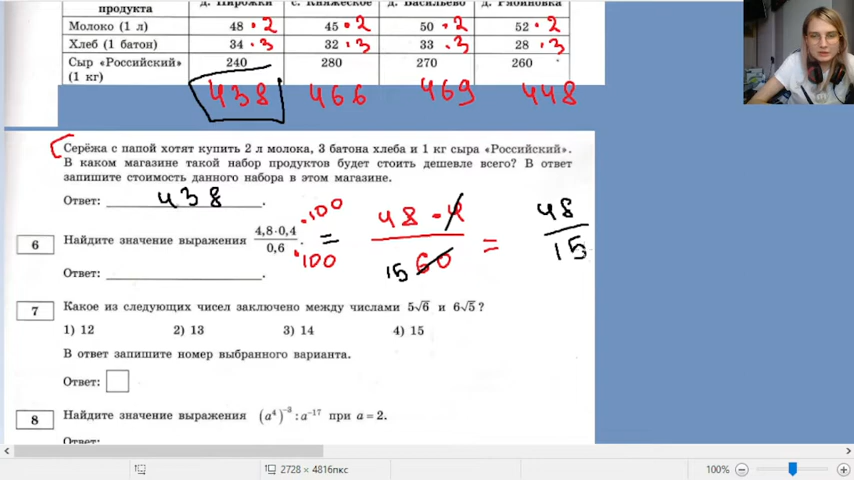 продукта
д. Пирожки
с. Княжеское
д. Васильево
Молоко (1 л) 48 · 2 45 · 2 50 · 2 52 · 2
Хлеб (1 батон) 34 · 3 32 · 3 33 · 3 28 · 3
Сыр «Российский» (1 кг) 240 280 270 260
438 466 469 448
Серёжа с папой хотят купить 2 л молока, 3 батона хлеба и 1 кг сыра «Российский».
В каком магазине такой набор продуктов будет стоить дешевле всего? В ответ
запишите стоимость данного набора в этом магазине.
Ответ: 438.
6 Найдите значение выражения 4,8·0,4/0,6. ·100 ·100 = 48·4/60 15 = 48/15
Ответ: .
7 Какое из следующих чисел заключено между числами 5√6 и 6√5?
1) 12 2) 13 3) 14 4) 15
В ответ запишите номер выбранного варианта.
Ответ:
8 Найдите значение выражения (a⁴)⁻³ : a⁻¹⁷ при a = 2.
Ответ:
2728 × 4816пкс 100%